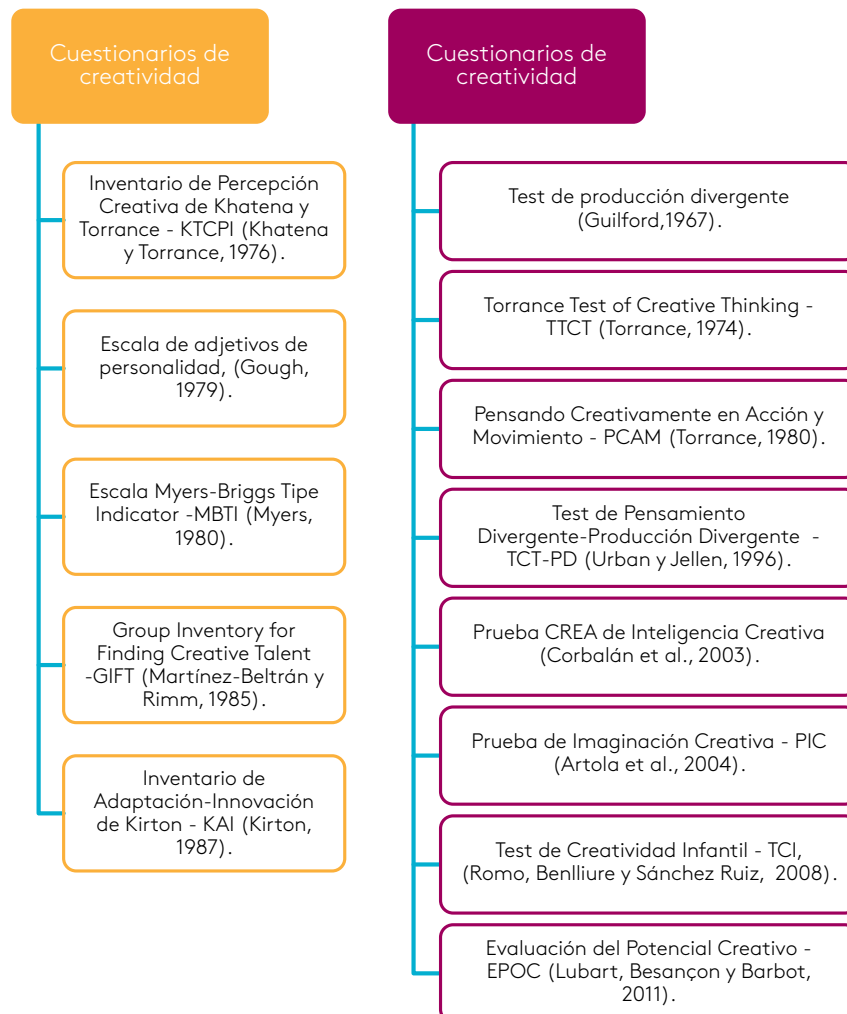 Cuestionarios de
creatividad
Inventario de Percepción
Creativa de Khatena y
Torrance - KTCPI (Khatena
y Torrance, 1976).
Escala de adjetivos de
personalidad, (Gough,
1979).
Escala Myers-Briggs Tipe
Indicator -MBTI (Myers,
1980).
Group Inventory for
Finding Creative Talent
-GIFT (Martínez-Beltrán y
Rimm, 1985).
Inventario de
Adaptación-Innovación
de Kirton - KAI (Kirton,
1987).
Cuestionarios de
creatividad
Test de producción divergente
(Guilford,1967).
Torrance Test of Creative Thinking -
TTCT (Torrance, 1974).
Pensando Creativamente en Acción y
Movimiento - PCAM (Torrance, 1980).
Test de Pensamiento
Divergente-Producción Divergente -
TCT-PD (Urban y Jellen, 1996).
Prueba CREA de Inteligencia Creativa
(Corbalán et al., 2003).
Prueba de Imaginación Creativa - PIC
(Artola et al., 2004).
Test de Creatividad Infantil - TCI,
(Romo, Benlliure y Sánchez Ruiz, 2008).
Evaluación del Potencial Creativo -
EPOC (Lubart, Besançon y Barbot,
2011).